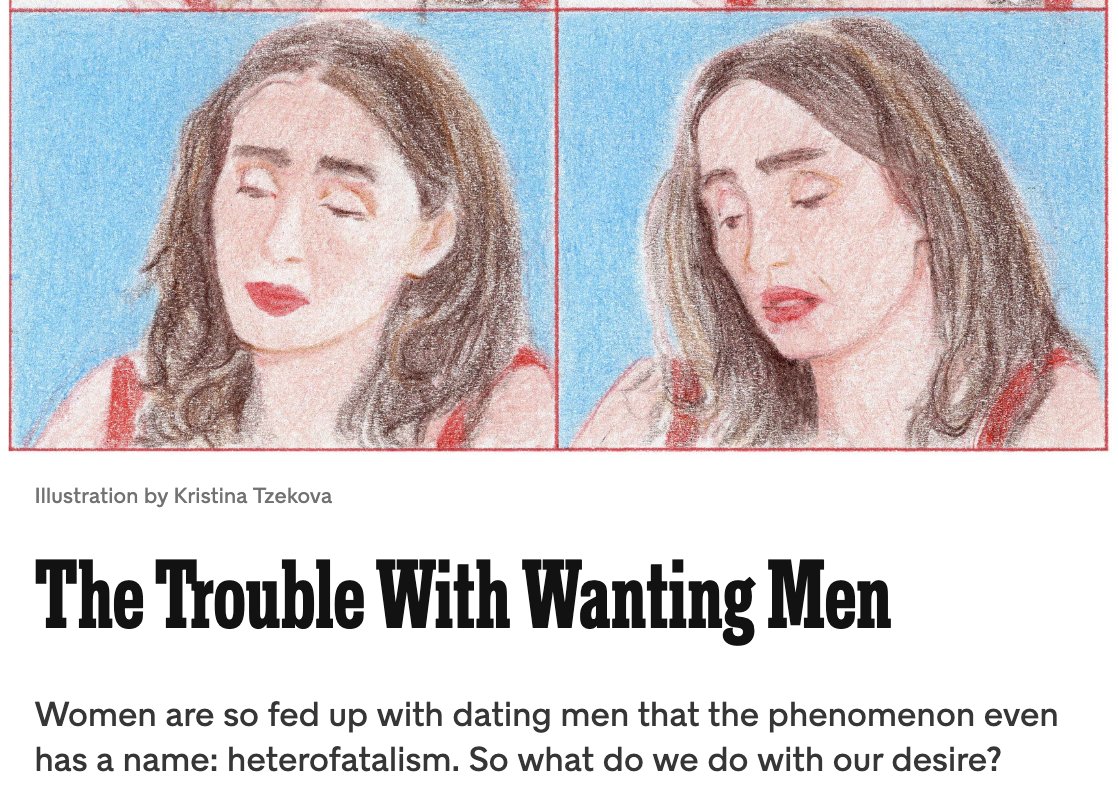 Illustration by Kristina Tzekova
The Trouble With Wanting Men
Women are so fed up with dating men that the phenomenon even
has a name: heterofatalism. So what do we do with our desire?